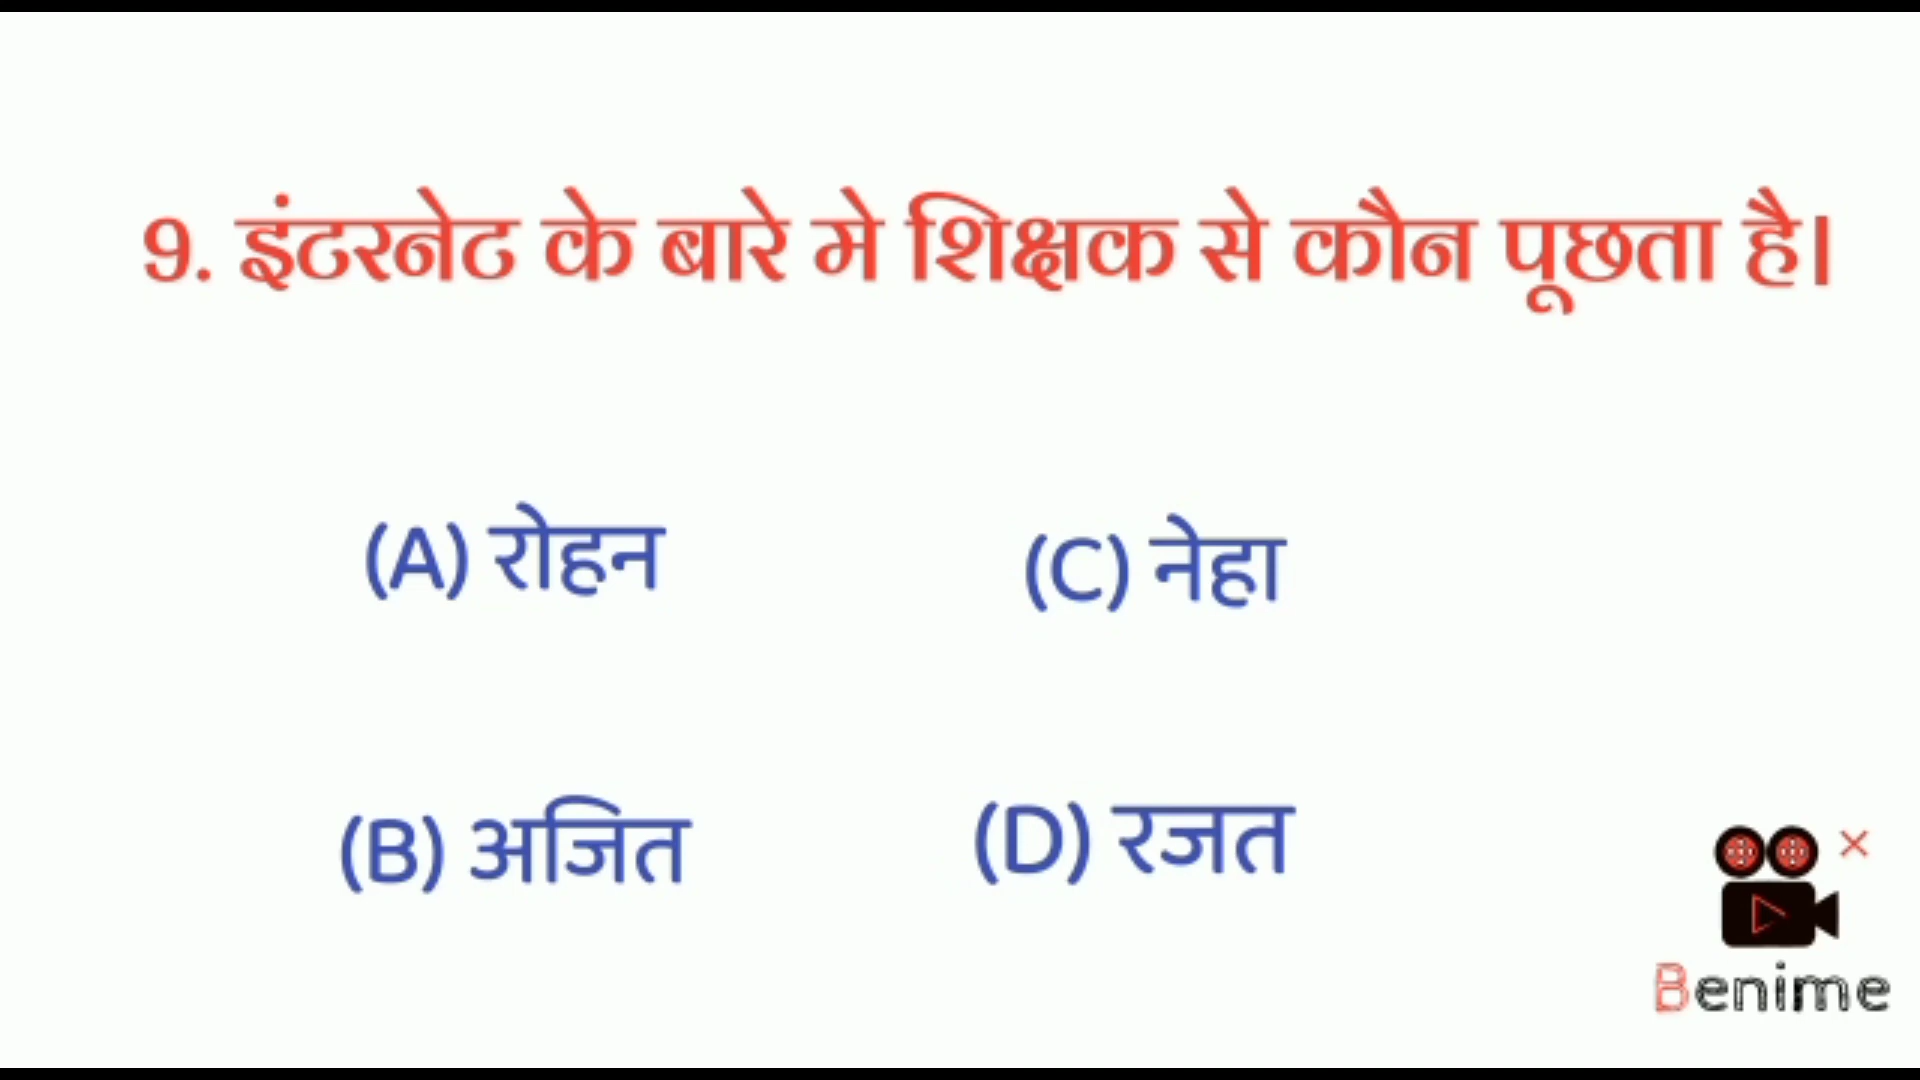 9. इंटरनेट के बारे मे शिक्षक से कौन पूछता है।
(A) रोहन
(C) नेहा
(B) अजित
(D) रजत
Benime